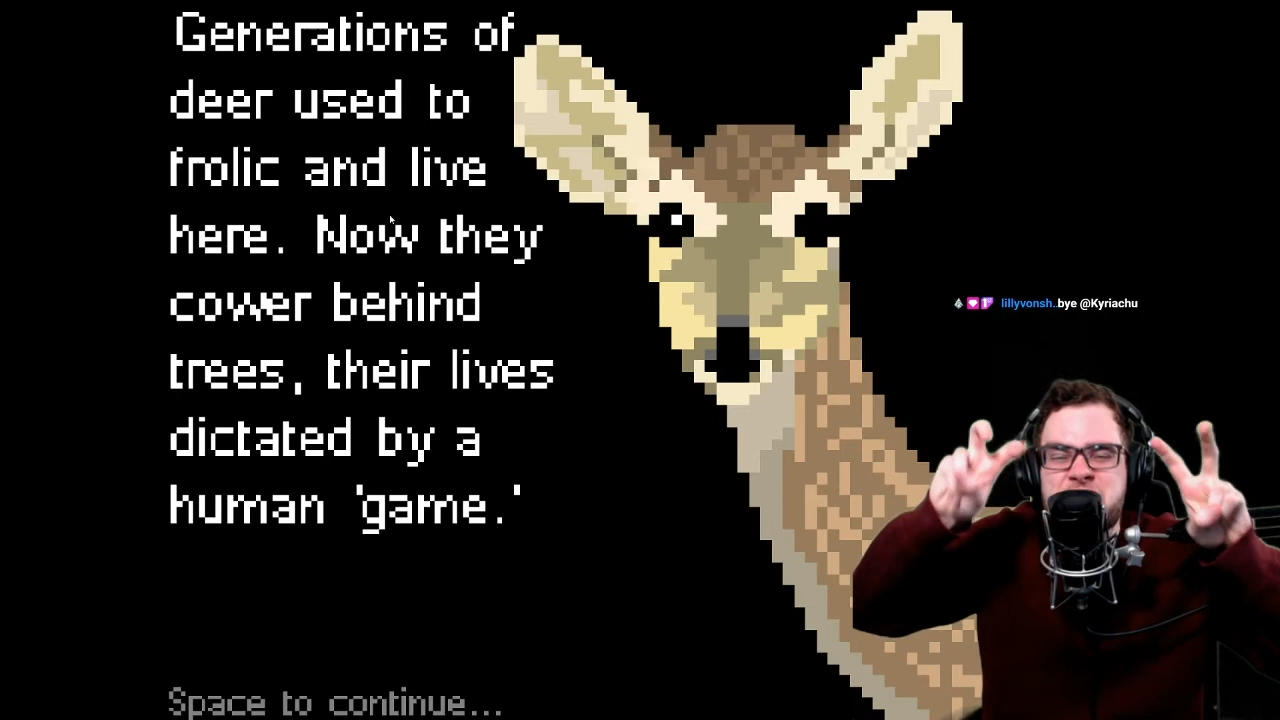 Generations of
deer used to
frolic and live
here. Now they
cower behind
trees, their lives
dictated by a
human 'game.'
Space to continue...
lillyvonsh..bye @Kyriachu